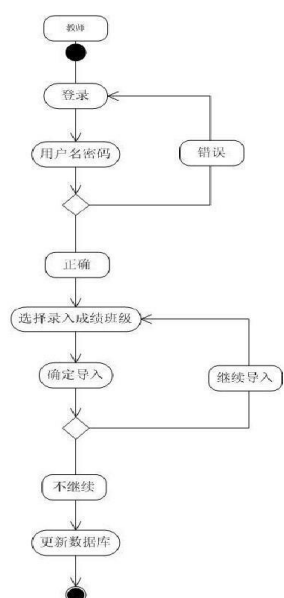 教师
登录
用户名密码
错误
正确
选择录入成绩班级
确定导入
继续导入
不继续
更新数据库